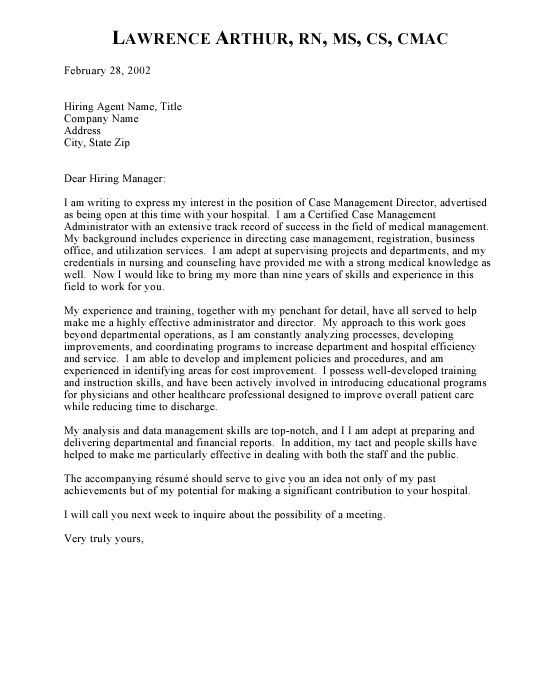 LAWRENCE ARTHUR, RN, MS, CS, CMAC
February 28, 2002
Hiring Agent Name, Title
Company Name
Address
City, State Zip
Dear Hiring Manager:
I am writing to express my interest in the position of Case Management Director, advertised
as being open at this time with your hospital. I am a Certified Case Management
Administrator with an extensive track record of success in the field of medical management.
My background includes experience in directing case management, registration, business
office, and utilization services. I am adept at supervising projects and departments, and my
credentials in nursing and counseling have provided me with a strong medical knowledge as
well. Now I would like to bring my more than nine years of skills and experience in this
field to work for you.
My experience and training, together with my penchant for detail, have all served to help
make me a highly effective administrator and director. My approach to this work goes
beyond departmental operations, as I am constantly analyzing processes, developing
improvements, and coordinating programs to increase department and hospital efficiency
and service. I am able to develop and implement policies and procedures, and am
experienced in identifying areas for cost improvement. I possess well-developed training
and instruction skills, and have been actively involved in introducing educational programs
for physicians and other healthcare professional designed to improve overall patient care
while reducing time to discharge.
My analysis and data management skills are top-notch, and I I am adept at preparing and
delivering departmental and financial reports. In addition, my tact and people skills have
helped to make me particularly effective in dealing with both the staff and the public.
The accompanying résumé should serve to give you an idea not only of my past
achievements but of my potential for making a significant contribution to your hospital.
I will call you next week to inquire about the possibility of a meeting.
Very truly yours,